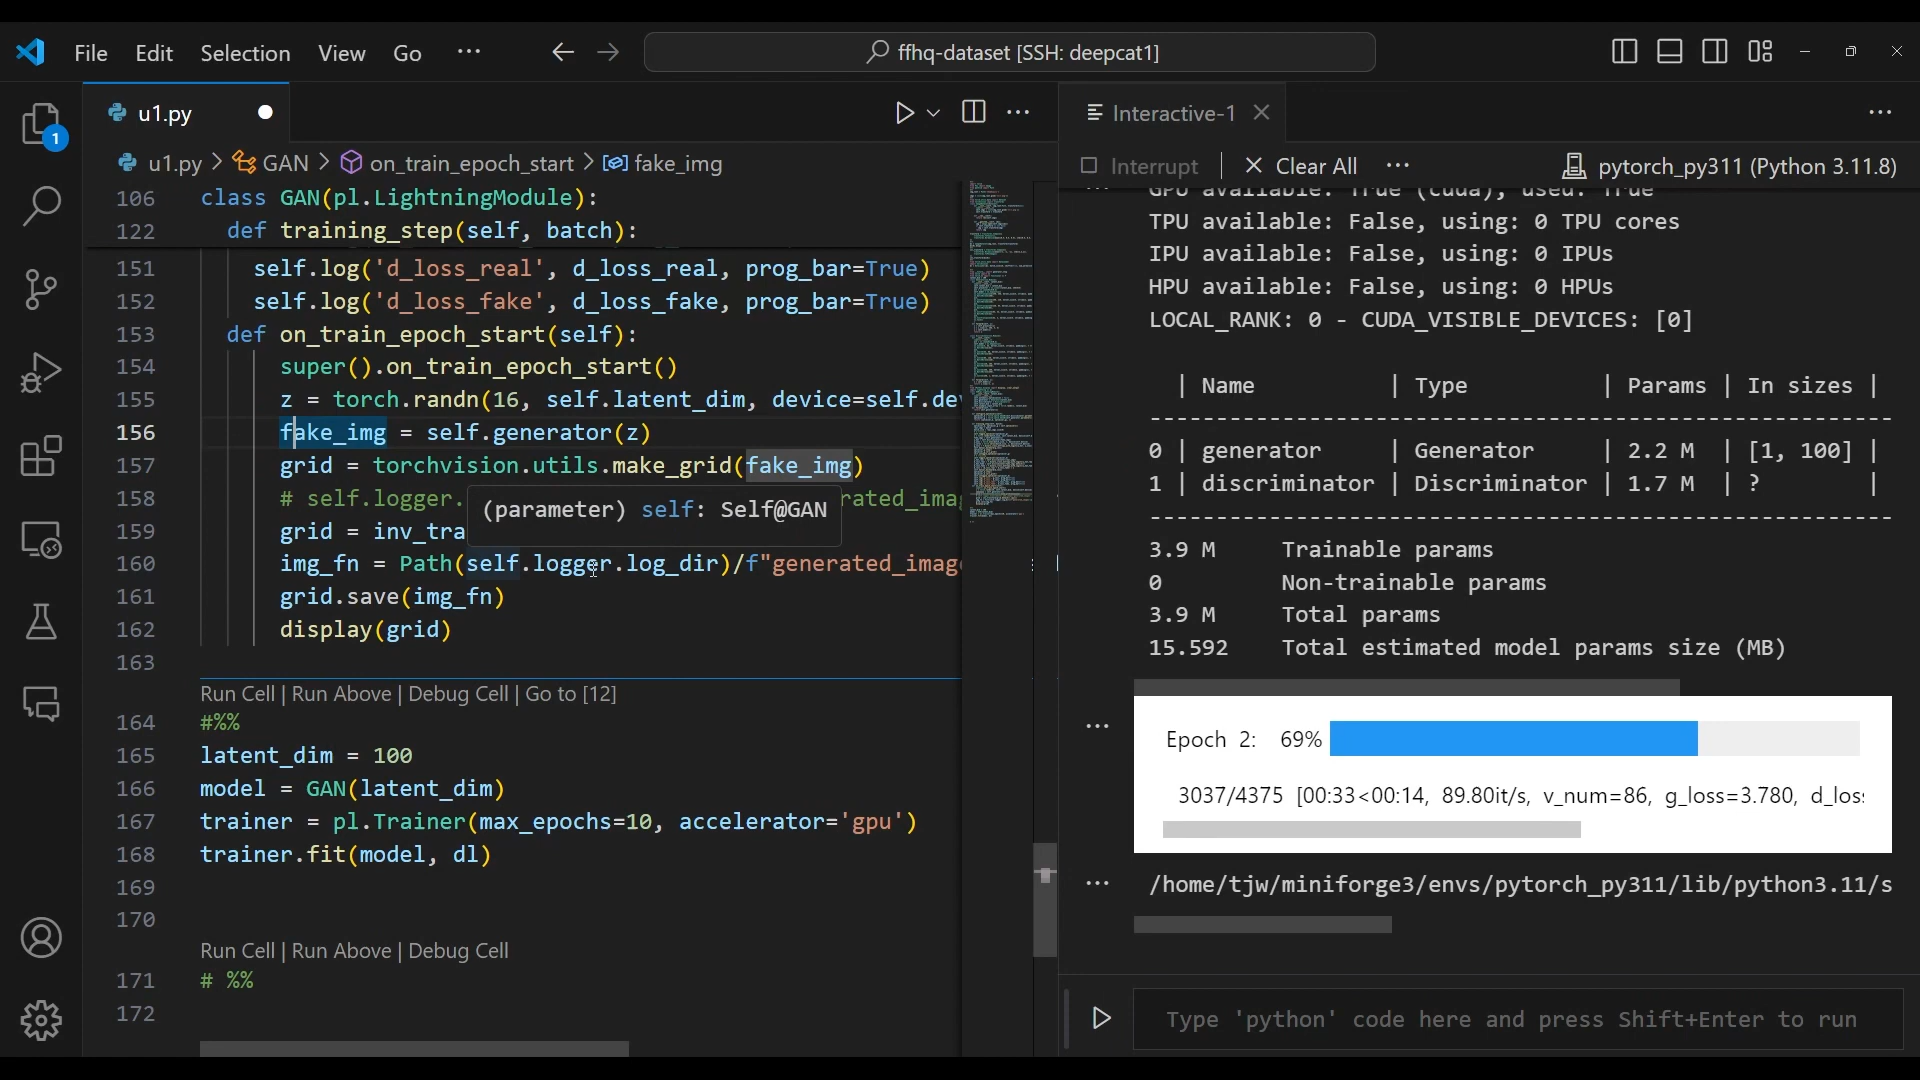 File Edit Selection View Go ···
ffhq-dataset [SSH: deepcat1]
u1.py
u1.py > GAN > on_train_epoch_start > fake_img
1
106 class GAN(pl.LightningModule):
122 def training_step(self, batch):
151 self.log('d_loss_real', d_loss_real, prog_bar=True)
152 self.log('d_loss_fake', d_loss_fake, prog_bar=True)
153 def on_train_epoch_start(self):
154 super().on_train_epoch_start()
155 z = torch.randn(16, self.latent_dim, device=self.dev
156 fake_img = self.generator(z)
157 grid = torchvision.utils.make_grid(fake_img)
158 # self.logger. erated_imag
(parameter) self: Self@GAN
159 grid = inv_tra
160 img_fn = Path(self.logger.log_dir)/f"generated_image
161 grid.save(img_fn)
162 display(grid)
163
Run Cell | Run Above | Debug Cell | Go to [12]
164 #%%
165 latent_dim = 100
166 model = GAN(latent_dim)
167 trainer = pl.Trainer(max_epochs=10, accelerator='gpu')
168 trainer.fit(model, dl)
169
170
Run Cell | Run Above | Debug Cell
171 # %%
172
Interactive-1
Interrupt | Clear All ··· pytorch_py311 (Python 3.11.8)
GPU available: True (cuda), used: True
TPU available: False, using: 0 TPU cores
IPU available: False, using: 0 IPUs
HPU available: False, using: 0 HPUs
LOCAL_RANK: 0 - CUDA_VISIBLE_DEVICES: [0]
| Name | Type | Params | In sizes |
---------------------------------------------------------
0 | generator | Generator | 2.2 M | [1, 100] |
1 | discriminator | Discriminator | 1.7 M | ? |
---------------------------------------------------------
3.9 M Trainable params
0 Non-trainable params
3.9 M Total params
15.592 Total estimated model params size (MB)
Epoch 2: 69%
3037/4375 [00:33<00:14, 89.80it/s, v_num=86, g_loss=3.780, d_los
/home/tjw/miniforge3/envs/pytorch_py311/lib/python3.11/s
Type 'python' code here and press Shift+Enter to run